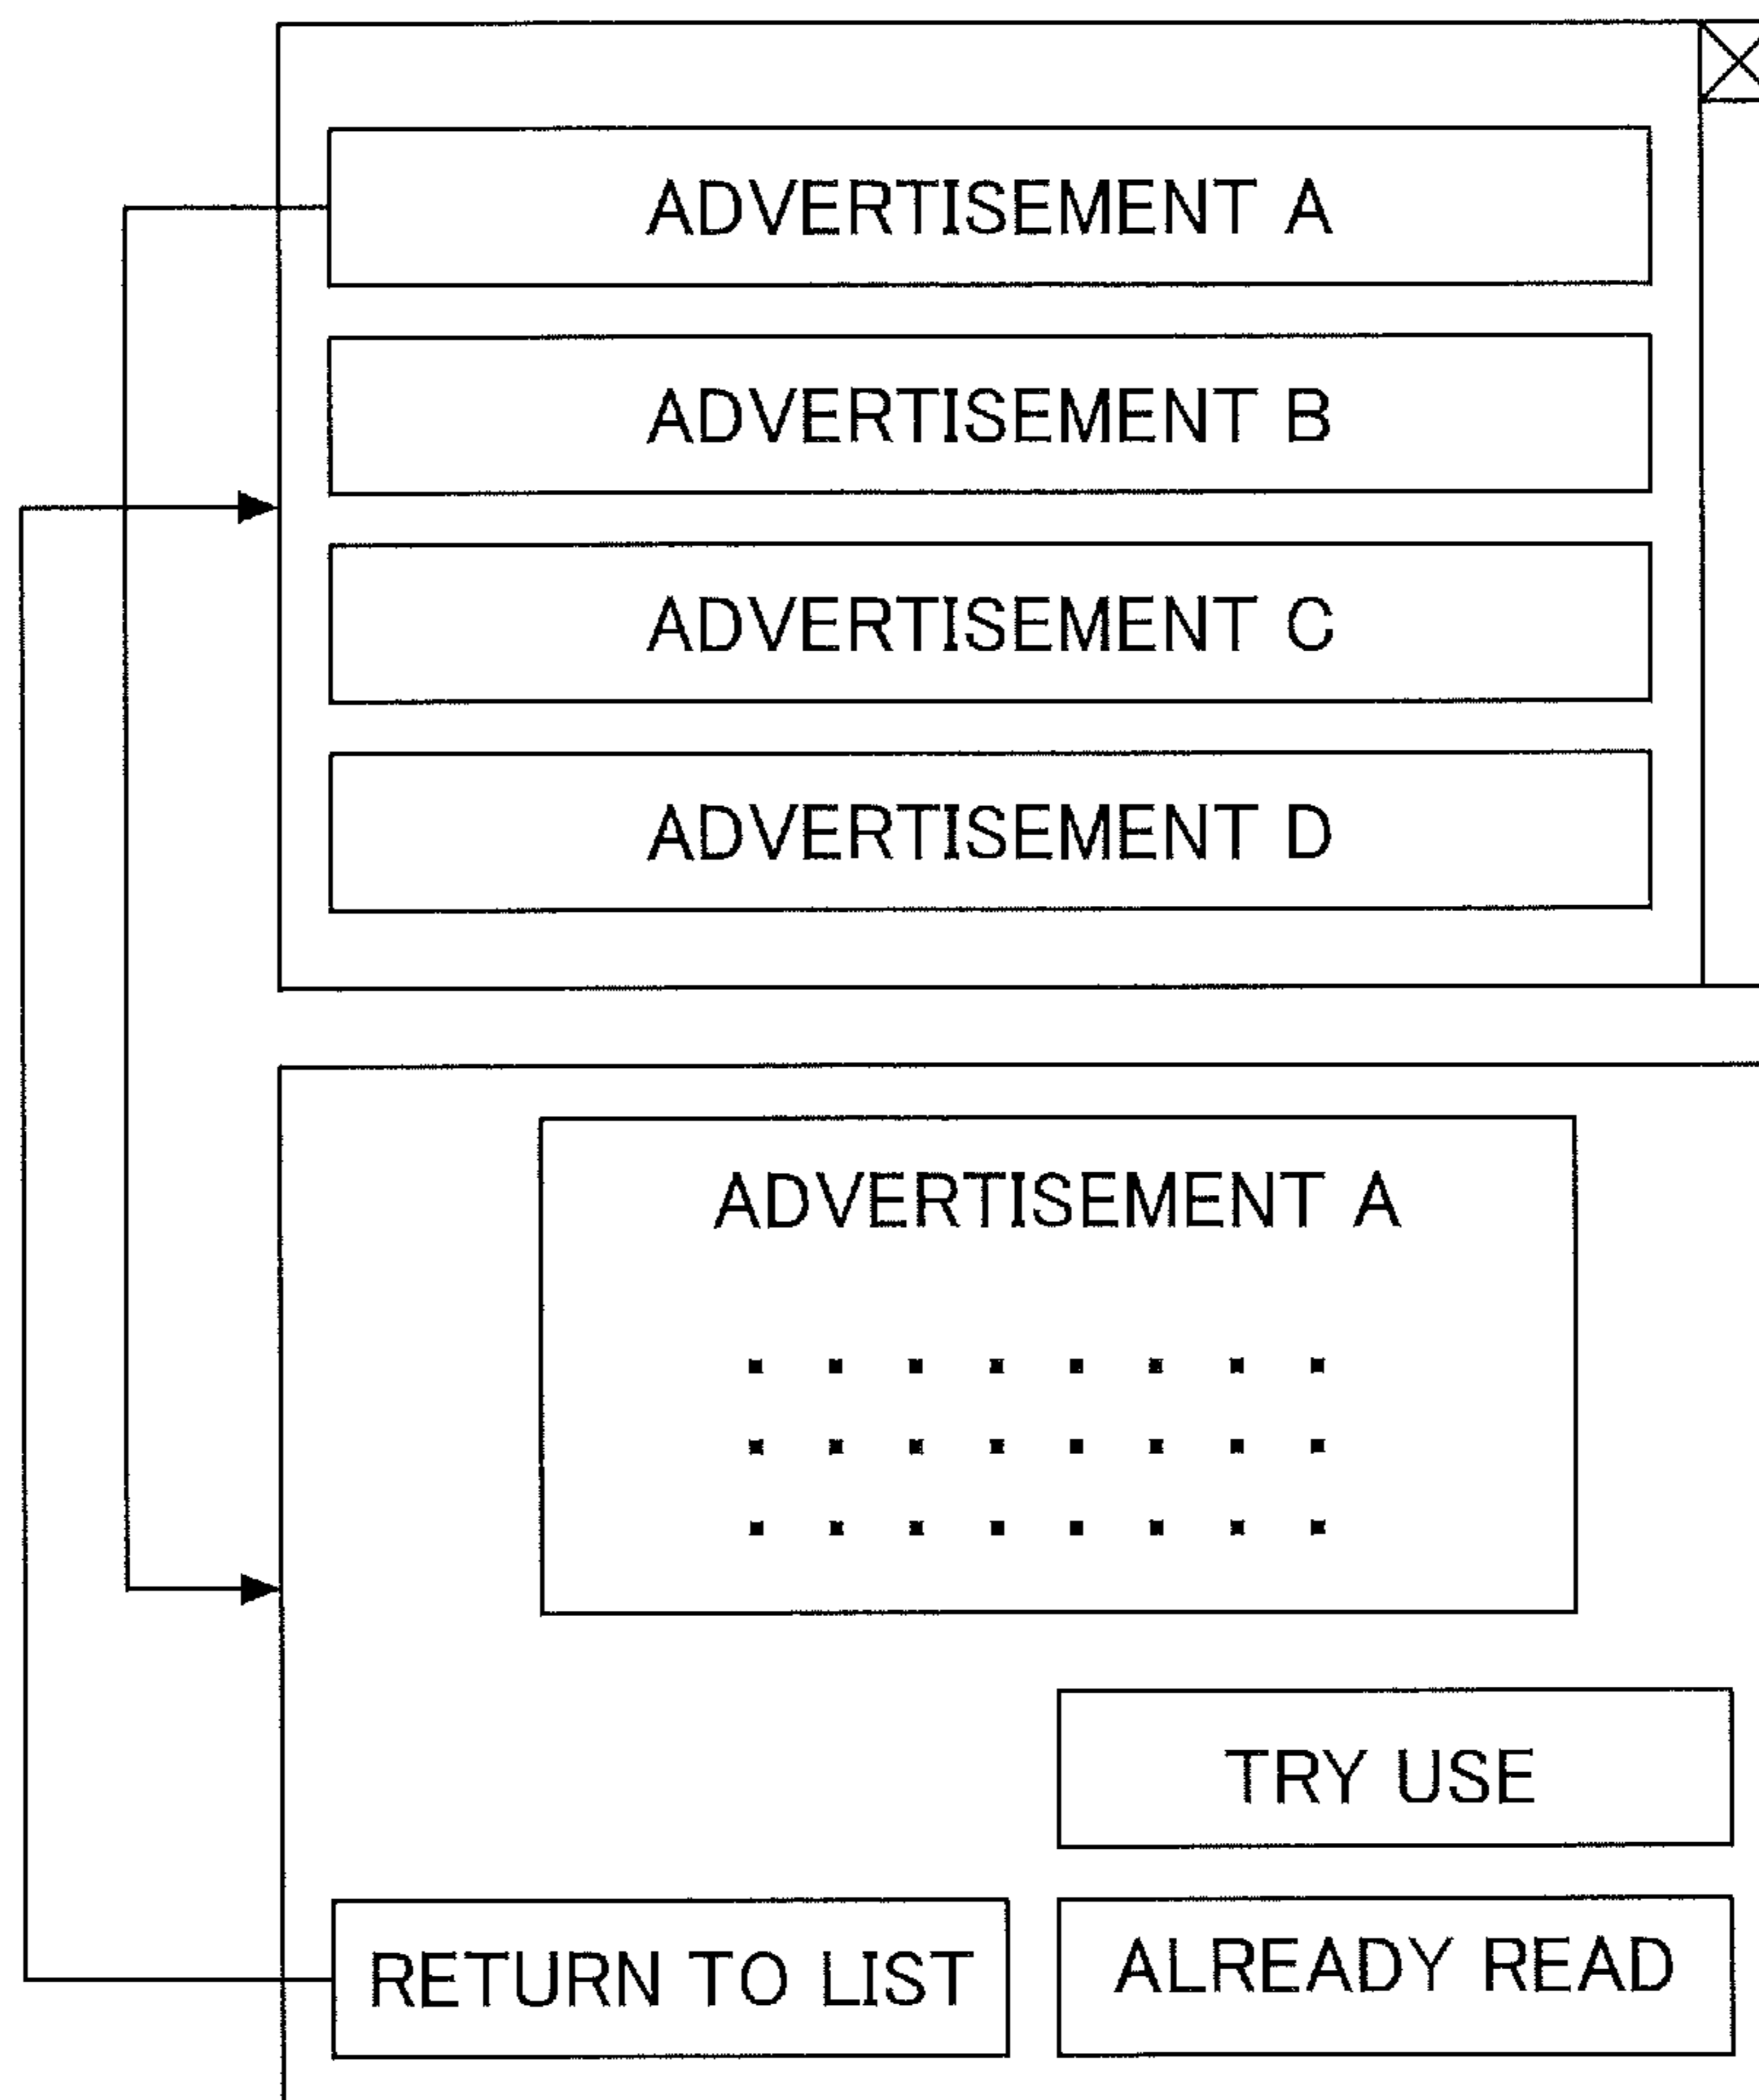 ADVERTISEMENT A
ADVERTISEMENT B
ADVERTISEMENT C
ADVERTISEMENT D
ADVERTISEMENT A
TRY USE
RETURN TO LIST
ALREADY READ